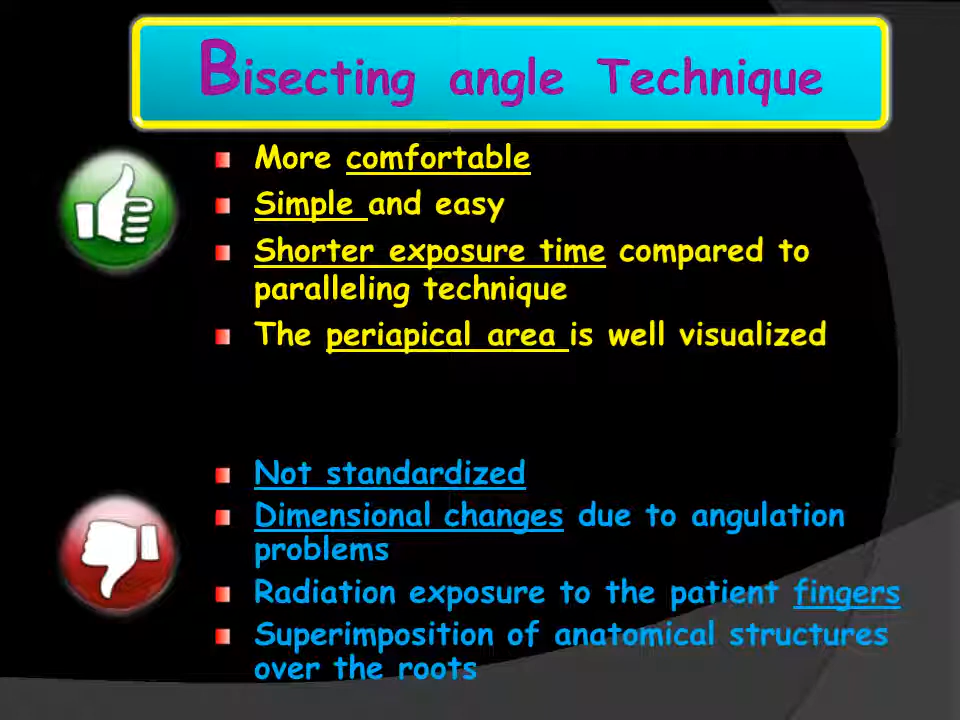 Bisecting angle Technique
More comfortable
Simple and easy
Shorter exposure time compared to
paralleling technique
The periapical area is well visualized
Not standardized
Dimensional changes due to angulation
problems
Radiation exposure to the patient fingers
Superimposition of anatomical structures
over the roots